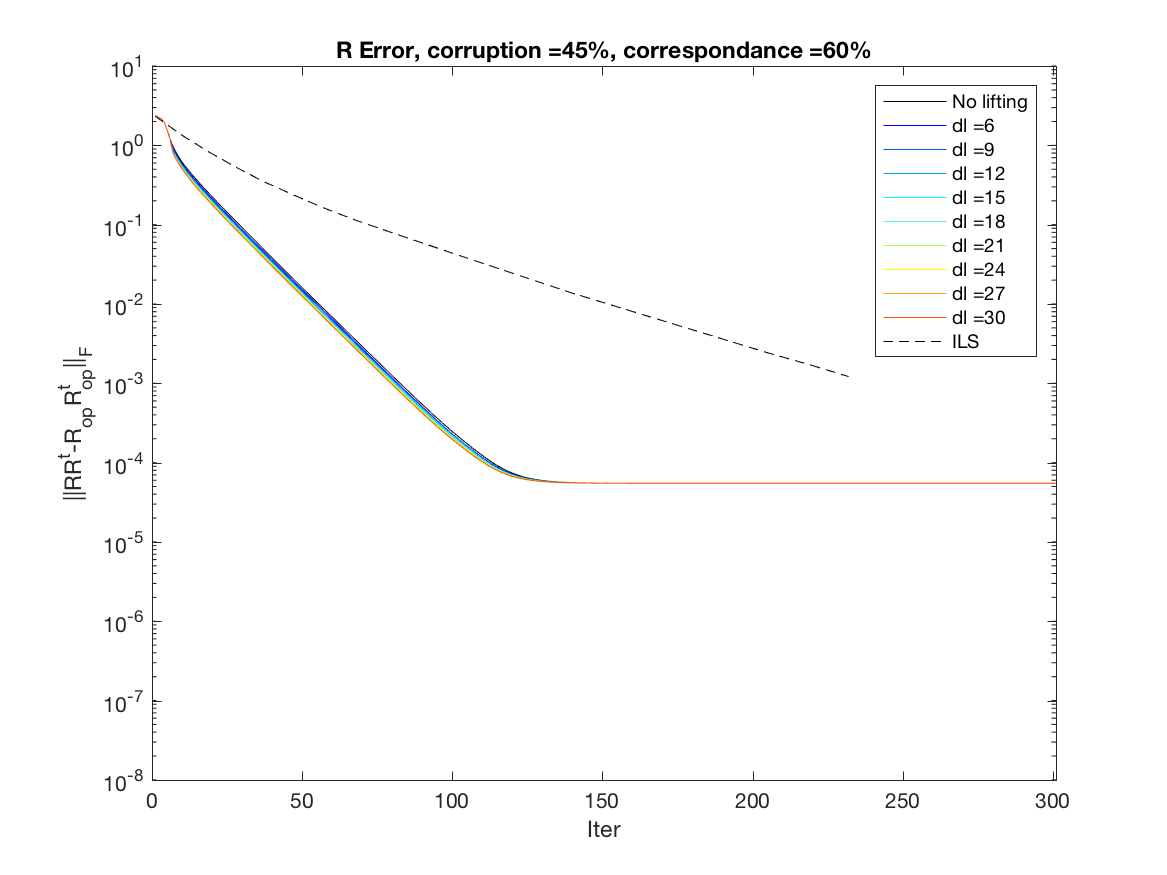 R Error, corruption =45%, correspondance =60%
10^1
10^0
10^-1
10^-2
10^-3
10^-4
10^-5
10^-6
10^-7
10^-8
||RR^t-R_op R_op^t||_F
No lifting
dl =6
dl =9
dl =12
dl =15
dl =18
dl =21
dl =24
dl =27
dl =30
ILS
0 50 100 150 200 250 300
Iter